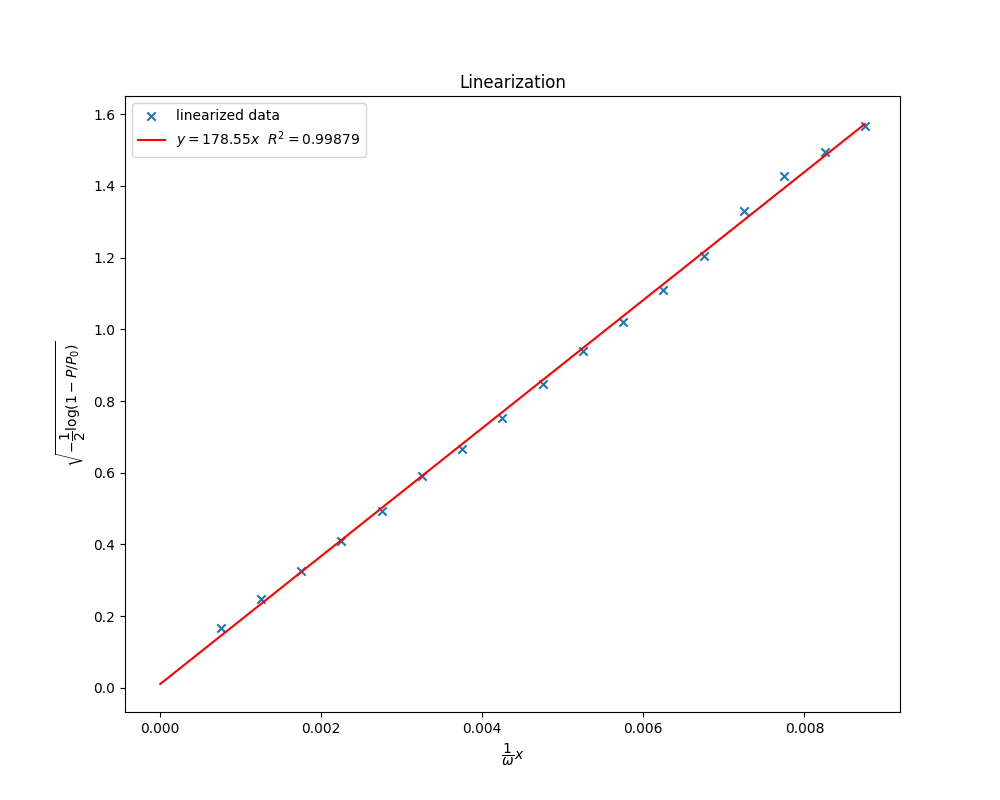 Linearization
linearized data
y = 178.55x R² = 0.99879
1.6
1.4
1.2
1.0
0.8
0.6
0.4
0.2
0.0
√(−1/2 log(1 − P/P₀))
0.000 0.002 0.004 0.006 0.008
1/ω x